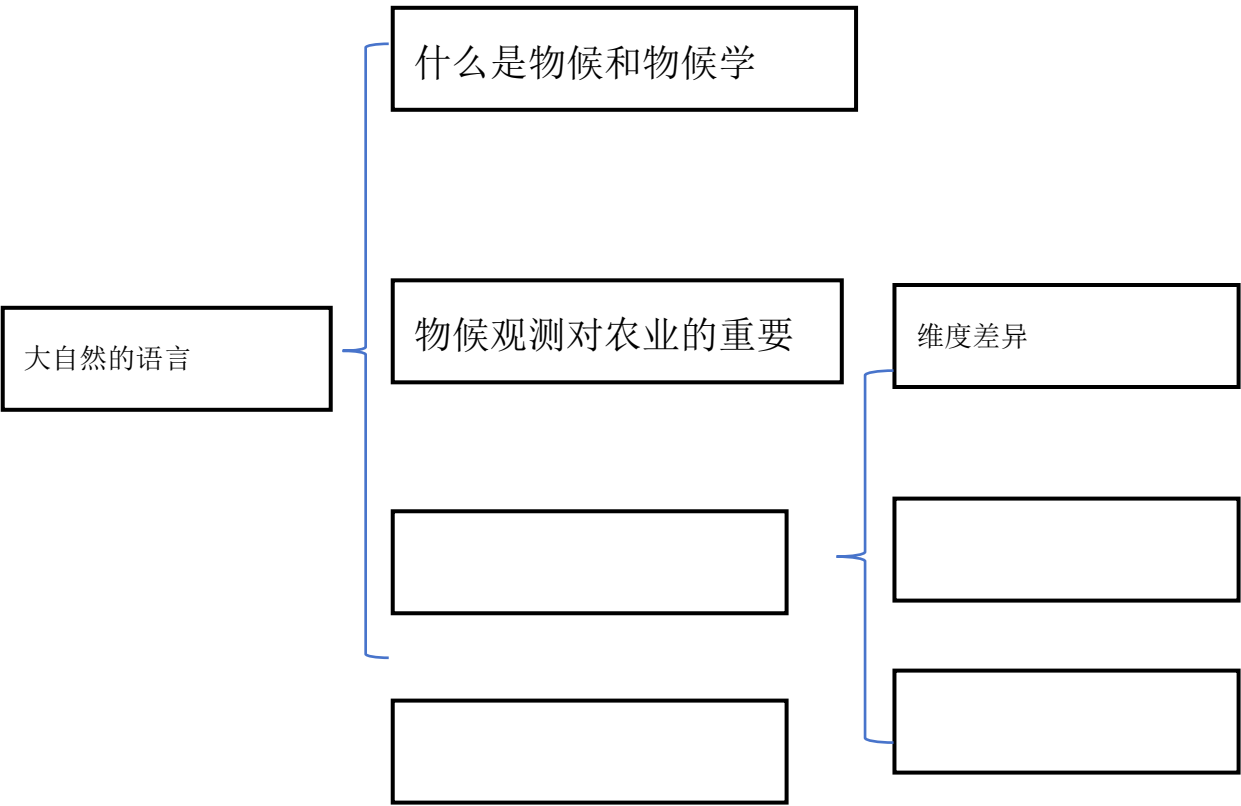 什么是物候和物候学
物候观测对农业的重要
维度差异
大自然的语言